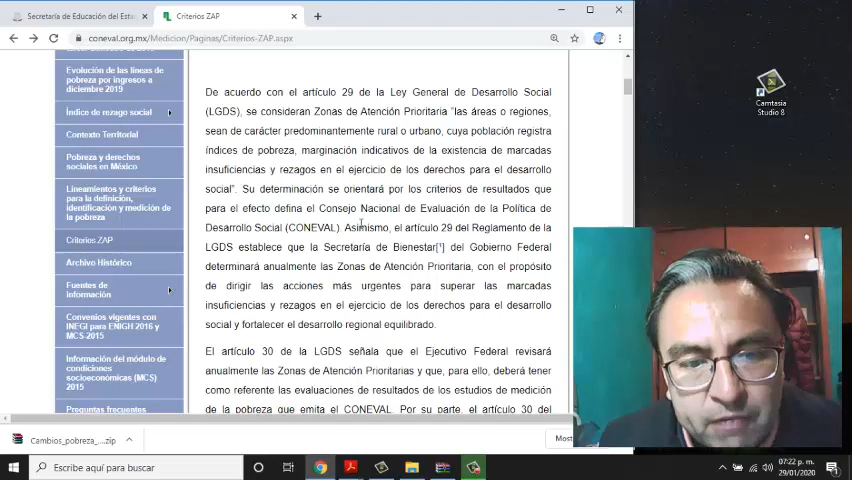 Secretaría de Educación del Esta
Criterios ZAP
coneval.org.mx/Medicion/Paginas/Criterios-ZAP.aspx
Evolución de las líneas de
pobreza por ingresos a
diciembre 2019
Índice de rezago social
Contexto Territorial
Pobreza y derechos
sociales en México
Lineamientos y criterios
para la definición,
identificación y medición de
la pobreza
Criterios ZAP
Archivo Histórico
Fuentes de
información
Convenios vigentes con
INEGI para ENIGH 2016 y
MCS-2015
Información del módulo de
condiciones
socioeconómicas (MCS)
2015
Preguntas frecuentes
De acuerdo con el artículo 29 de la Ley General de Desarrollo Social
(LGDS), se consideran Zonas de Atención Prioritaria "las áreas o regiones,
sean de carácter predominantemente rural o urbano, cuya población registra
índices de pobreza, marginación indicativos de la existencia de marcadas
insuficiencias y rezagos en el ejercicio de los derechos para el desarrollo
social". Su determinación se orientará por los criterios de resultados que
para el efecto defina el Consejo Nacional de Evaluación de la Política de
Desarrollo Social (CONEVAL). Asimismo, el artículo 29 del Reglamento de la
LGDS establece que la Secretaría de Bienestar[¹] del Gobierno Federal
determinará anualmente las Zonas de Atención Prioritaria, con el propósito
de dirigir las acciones más urgentes para superar las marcadas
insuficiencias y rezagos en el ejercicio de los derechos para el desarrollo
social y fortalecer el desarrollo regional equilibrado.
El artículo 30 de la LGDS señala que el Ejecutivo Federal revisará
anualmente las Zonas de Atención Prioritarias y que, para ello, deberá tener
como referente las evaluaciones de resultados de los estudios de medición
de la pobreza que emita el CONEVAL. Por su parte, el artículo 30 del
Camtasia
Studio 8
Cambios_pobreza_....zip
Most
Escribe aquí para buscar
07:22 p. m.
29/01/2020